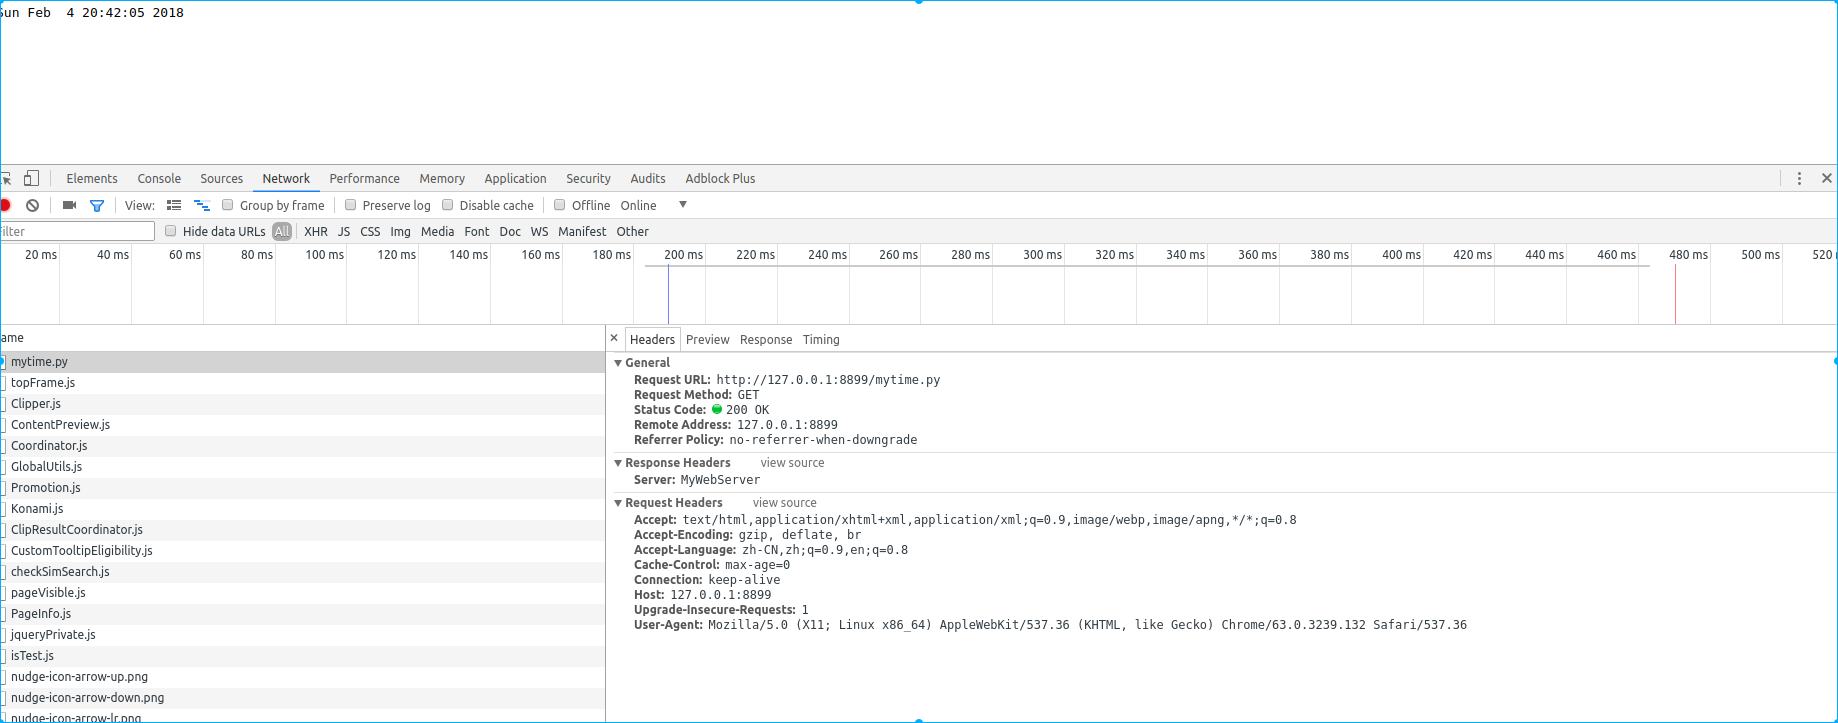 Sun Feb  4 20:42:05 2018
Elements Console Sources Network Performance Memory Application Security Audits Adblock Plus
View: Group by frame Preserve log Disable cache Offline Online
Filter Hide data URLs All XHR JS CSS Img Media Font Doc WS Manifest Other
20 ms 40 ms 60 ms 80 ms 100 ms 120 ms 140 ms 160 ms 180 ms 200 ms 220 ms 240 ms 260 ms 280 ms 300 ms 320 ms 340 ms 360 ms 380 ms 400 ms 420 ms 440 ms 460 ms 480 ms 500 ms 520
ame
mytime.py
topFrame.js
Clipper.js
ContentPreview.js
Coordinator.js
GlobalUtils.js
Promotion.js
Konami.js
ClipResultCoordinator.js
CustomTooltipEligibility.js
checkSimSearch.js
pageVisible.js
PageInfo.js
jqueryPrivate.js
isTest.js
nudge-icon-arrow-up.png
nudge-icon-arrow-down.png
nudge-icon-arrow-lr.png
× Headers Preview Response Timing
General
Request URL: http://127.0.0.1:8899/mytime.py
Request Method: GET
Status Code: 200 OK
Remote Address: 127.0.0.1:8899
Referrer Policy: no-referrer-when-downgrade
Response Headers view source
Server: MyWebServer
Request Headers view source
Accept: text/html,application/xhtml+xml,application/xml;q=0.9,image/webp,image/apng,*/*;q=0.8
Accept-Encoding: gzip, deflate, br
Accept-Language: zh-CN,zh;q=0.9,en;q=0.8
Cache-Control: max-age=0
Connection: keep-alive
Host: 127.0.0.1:8899
Upgrade-Insecure-Requests: 1
User-Agent: Mozilla/5.0 (X11; Linux x86_64) AppleWebKit/537.36 (KHTML, like Gecko) Chrome/63.0.3239.132 Safari/537.36